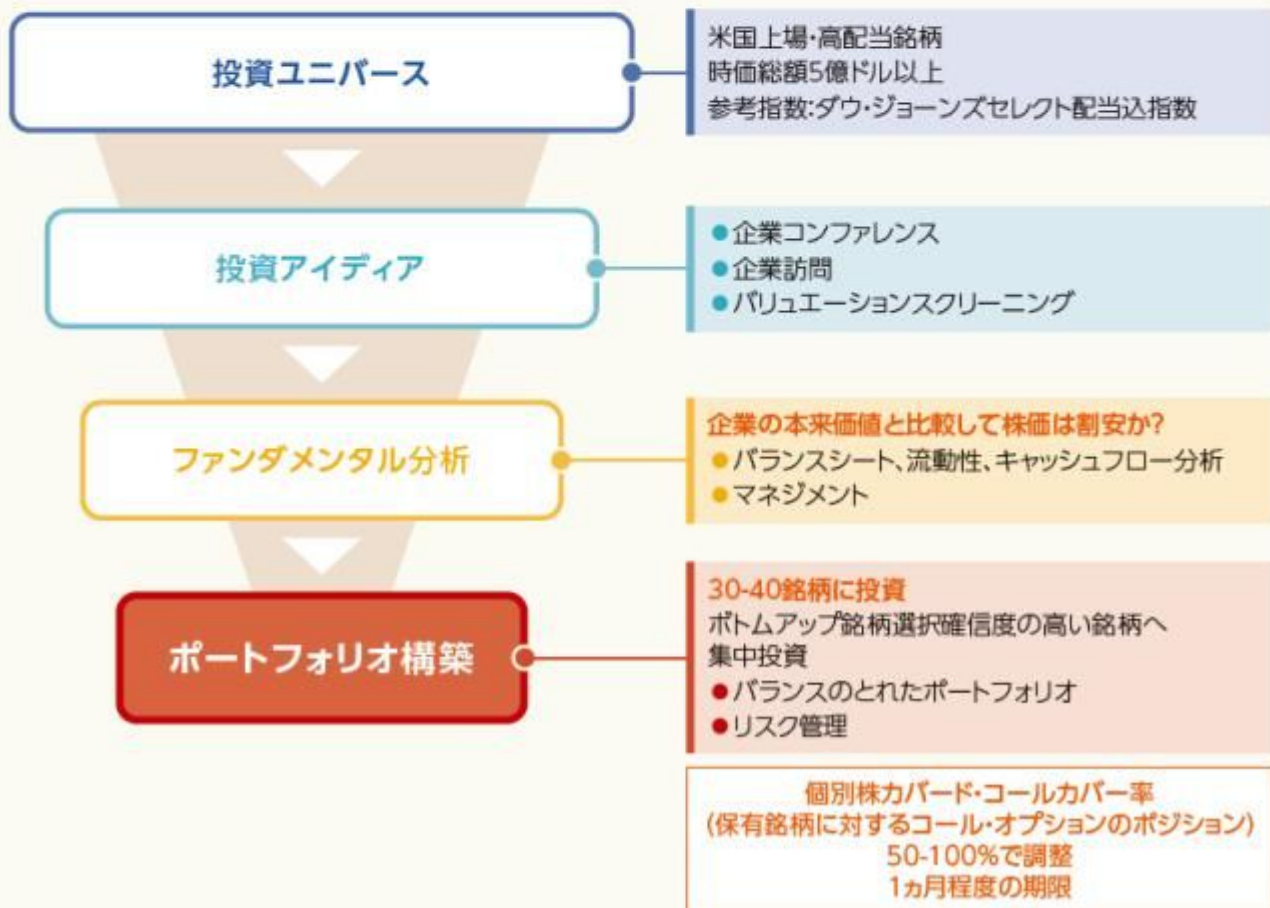 投資ユニバース
米国上場・高配当銘柄
時価総額5億ドル以上
参考指数:ダウ・ジョーンズセレクト配当込指数
投資アイディア
●企業コンファレンス
●企業訪問
●バリュエーションスクリーニング
ファンダメンタル分析
企業の本来価値と比較して株価は割安か?
●バランスシート、流動性、キャッシュフロー分析
●マネジメント
ポートフォリオ構築
30-40銘柄に投資
ボトムアップ銘柄選択確信度の高い銘柄へ
集中投資
●バランスのとれたポートフォリオ
●リスク管理
個別株カバード・コールカバー率
(保有銘柄に対するコール・オプションのポジション)
50-100%で調整
1ヵ月程度の期限